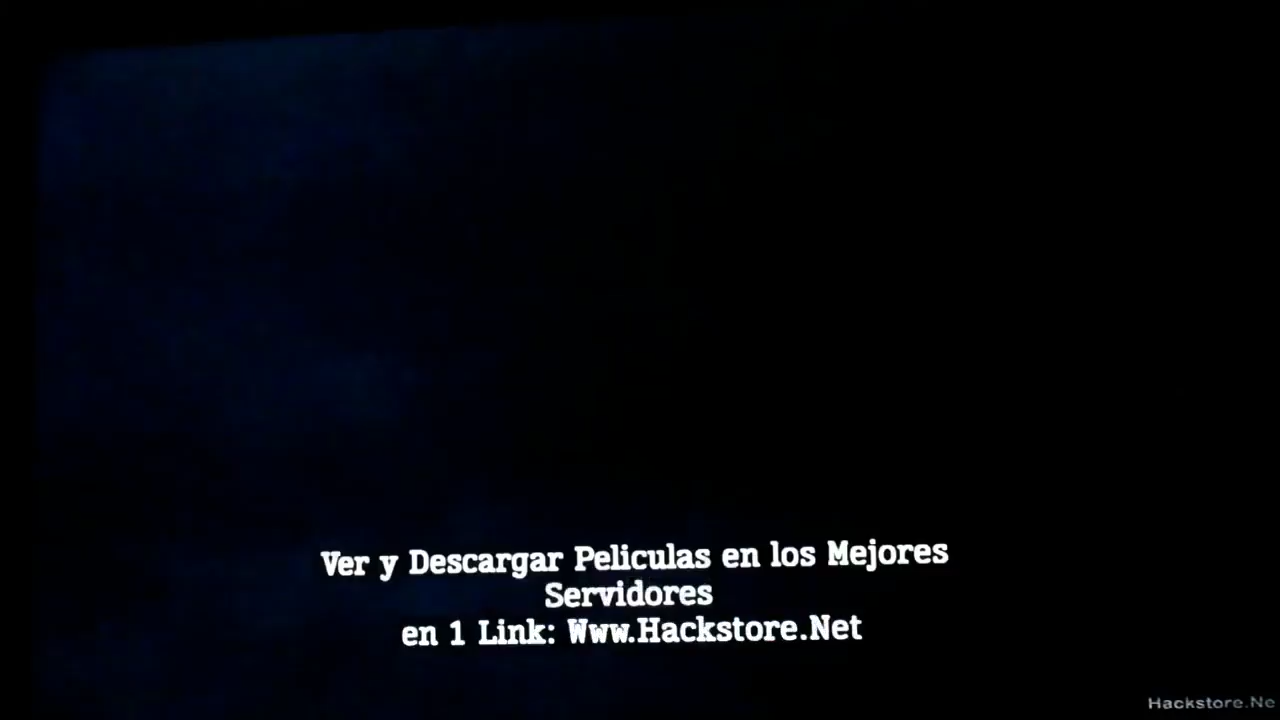 Ver y Descargar Peliculas en los Mejores
Servidores
en 1 Link: Www.Hackstore.Net
Hackstore.Ne